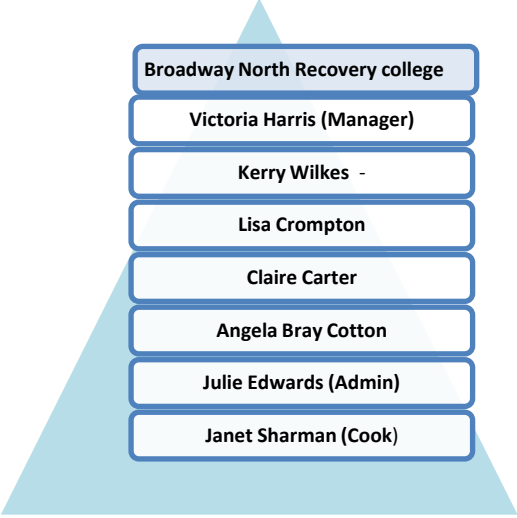 Broadway North Recovery college
Victoria Harris (Manager)
Kerry Wilkes -
Lisa Crompton
Claire Carter
Angela Bray Cotton
Julie Edwards (Admin)
Janet Sharman (Cook)